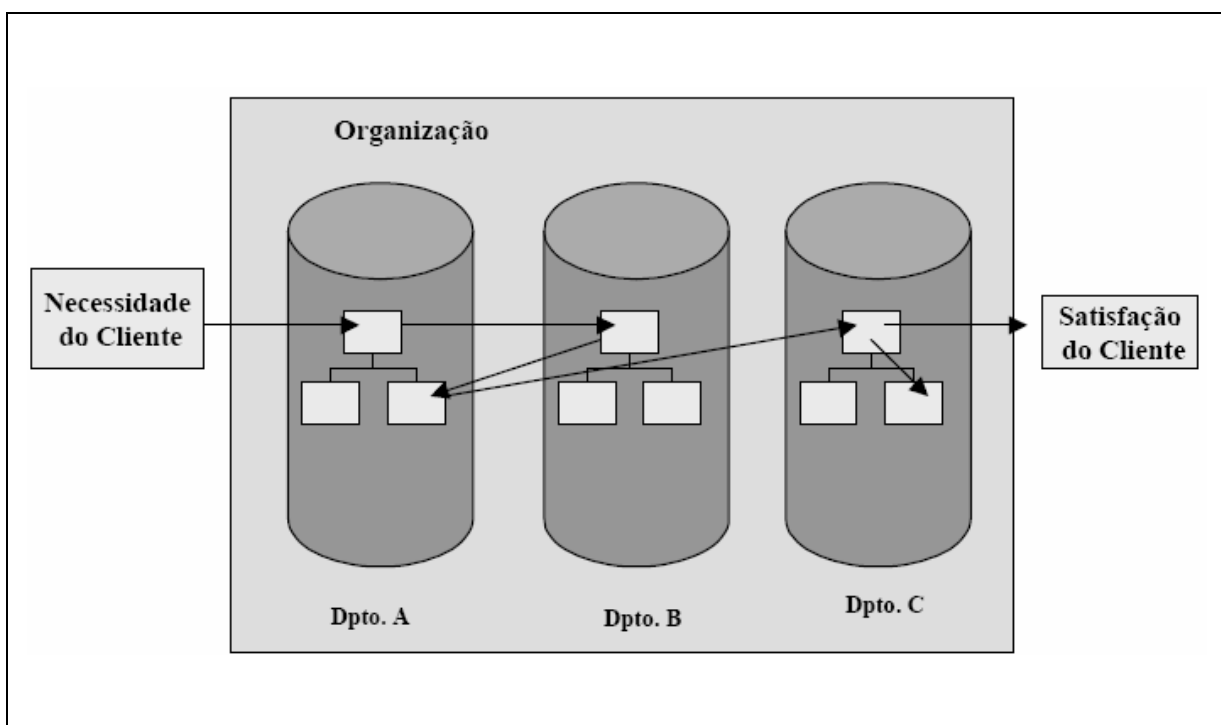 Organização
Necessidade
do Cliente
Satisfação
do Cliente
Dpto. A
Dpto. B
Dpto. C